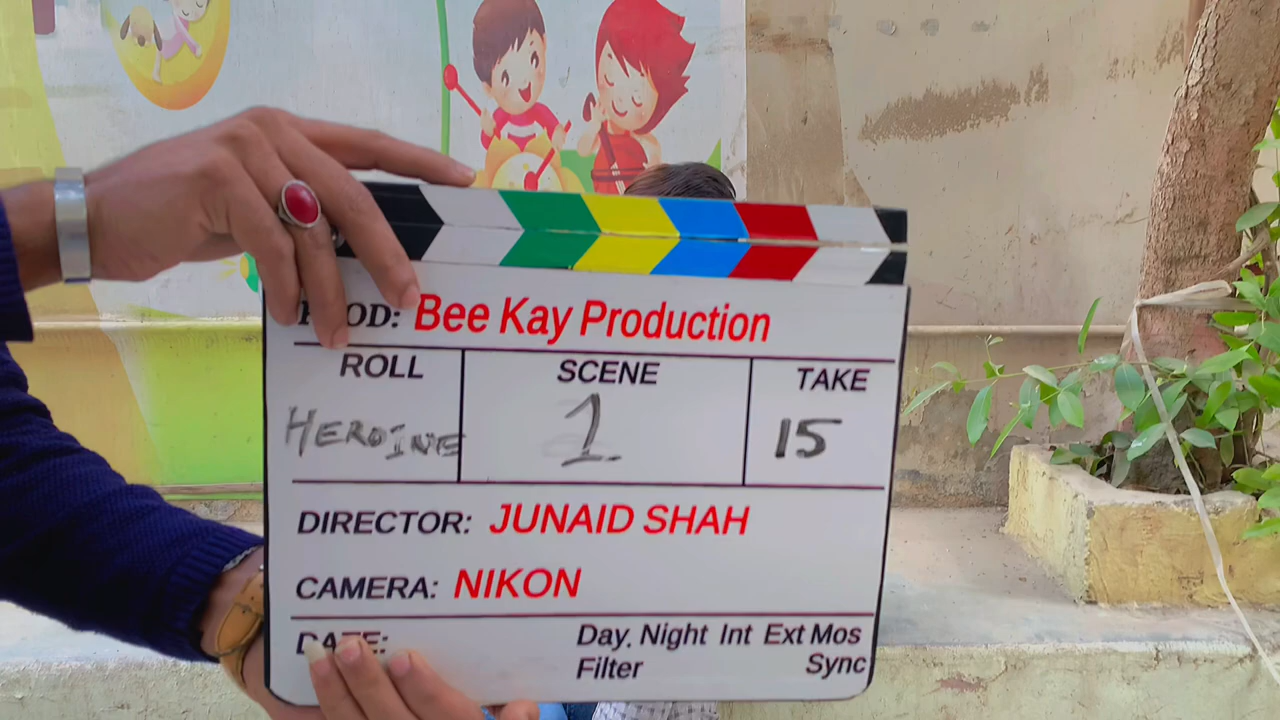 PROD: Bee Kay Production
ROLL SCENE TAKE
HEROINE 1 15
DIRECTOR: JUNAID SHAH
CAMERA: NIKON
DATE: Day. Night Int Ext Mos
Filter Sync